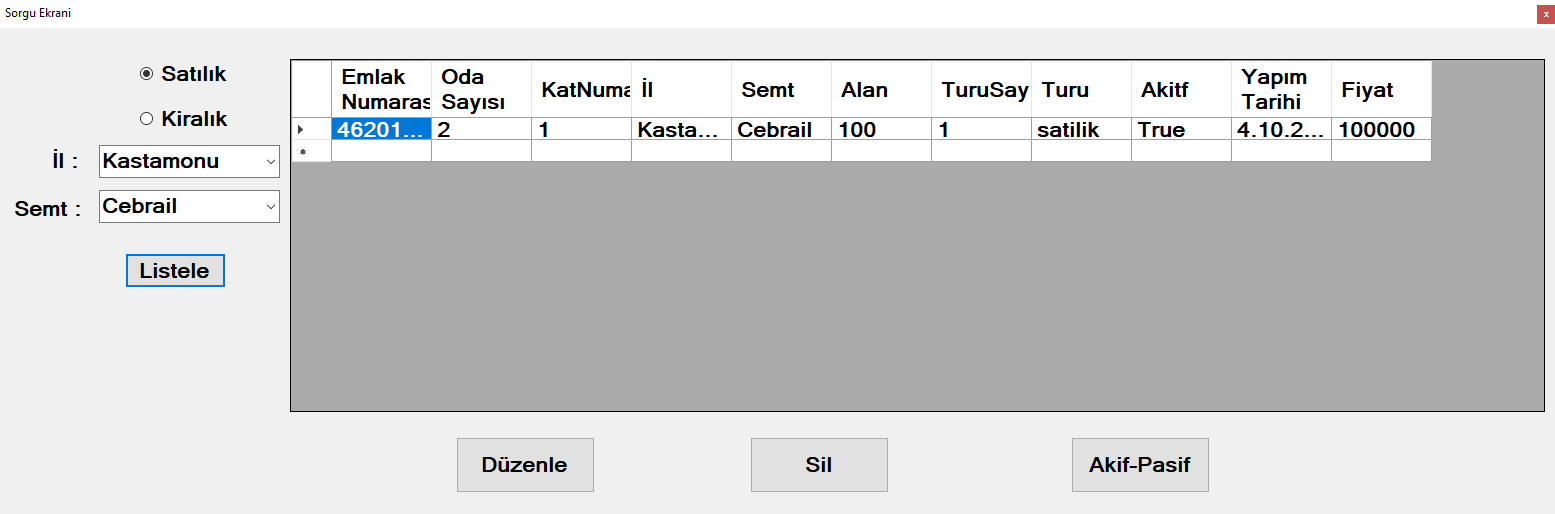 Sorgu Ekrani
x
Satılık
Kiralık
İl :
Kastamonu
Semt :
Cebrail
Listele
Emlak
Numaras
Oda
Sayısı
KatNuma
İl
Semt
Alan
TuruSay
Turu
Akitf
Yapım
Tarihi
Fiyat
46201... 2 1 Kasta... Cebrail 100 1 satilik True 4.10.2... 100000
Düzenle
Sil
Akif-Pasif